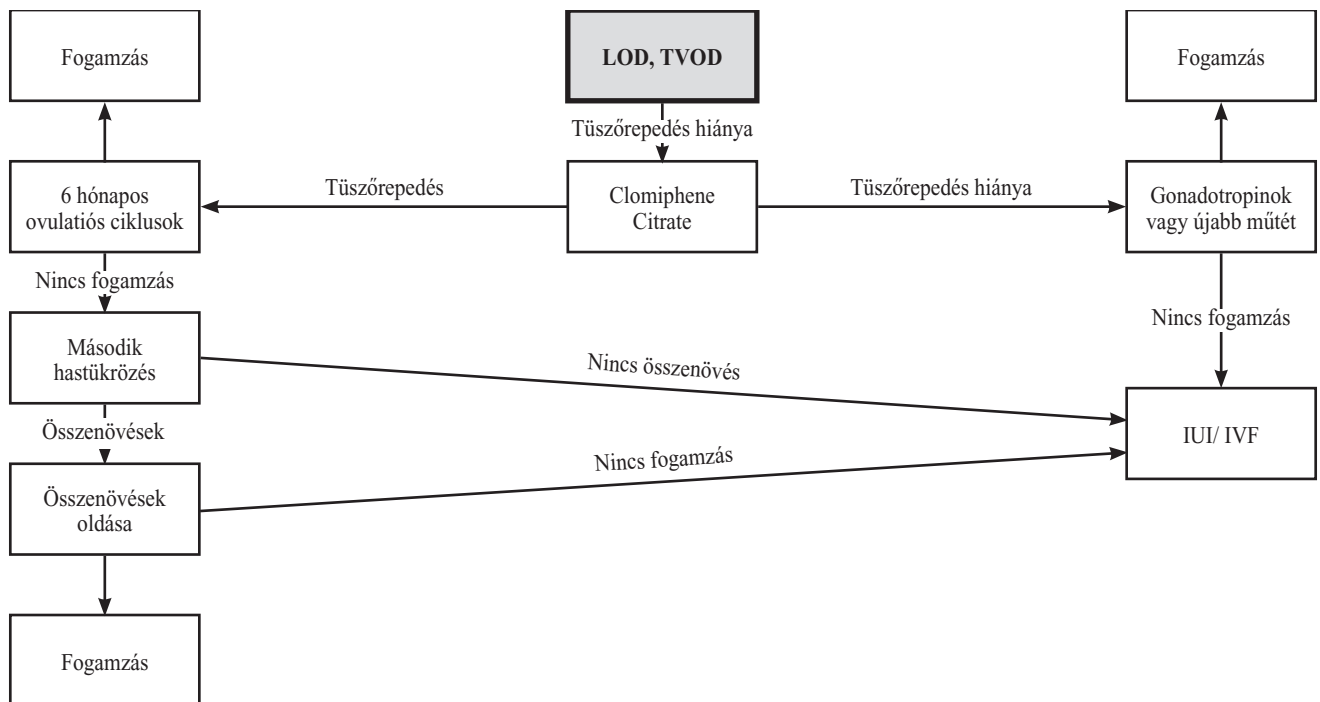 Fogamzás
LOD, TVOD
Fogamzás
Tüszőrepedés hiánya
6 hónapos
ovulatiós ciklusok
Tüszőrepedés
Clomiphene
Citrate
Tüszőrepedés hiánya
Gonadotropinok
vagy újabb műtét
Nincs fogamzás
Nincs fogamzás
Második
hastükrözés
Nincs összenövés
Összenövések
IUI/ IVF
Nincs fogamzás
Összenövések
oldása
Fogamzás